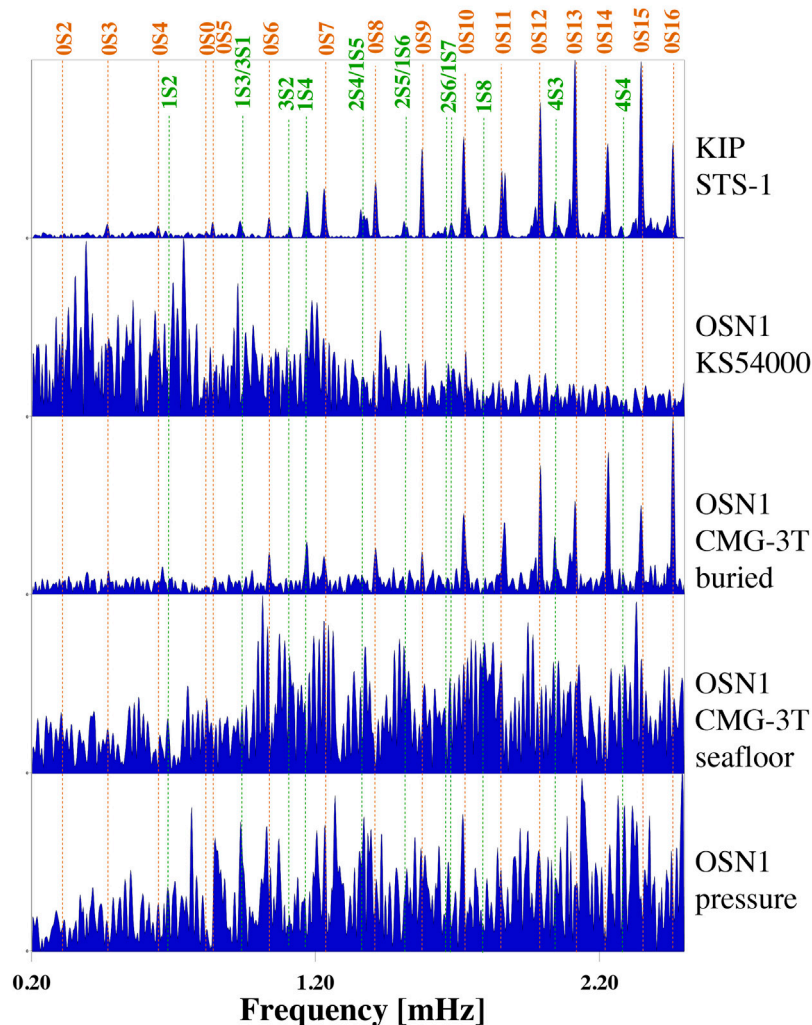 0S2
0S3
0S4
0S0
0S5
0S6
0S7
0S8
0S9
0S10
0S11
0S12
0S13
0S14
0S15
0S16
1S2
1S3/3S1
3S2
1S4
2S4/1S5
2S5/1S6
2S6/1S7
1S8
4S3
4S4
KIP
STS-1
OSN1
KS54000
OSN1
CMG-3T
buried
OSN1
CMG-3T
seafloor
OSN1
pressure
0.20
1.20
2.20
Frequency [mHz]